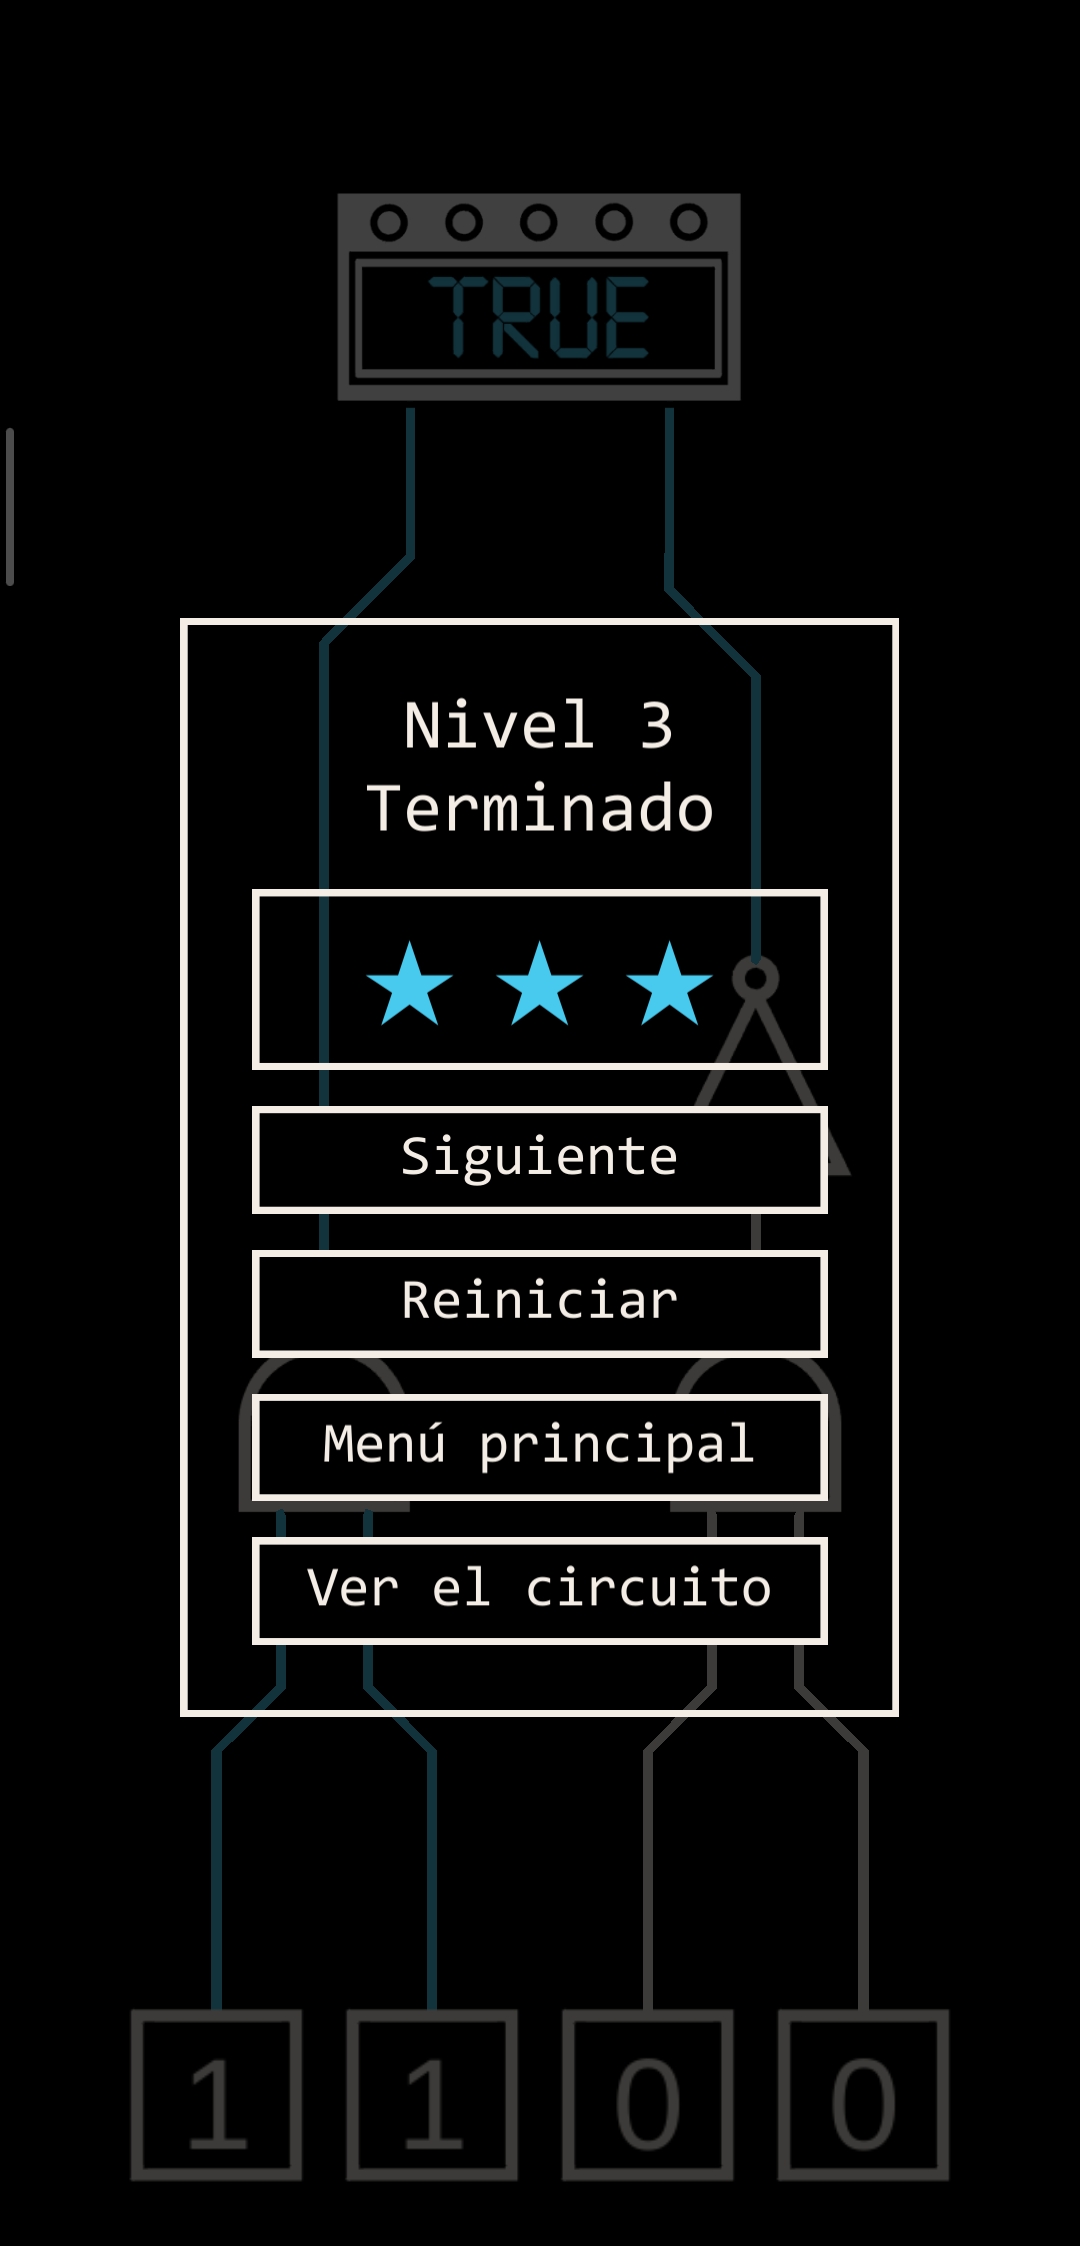 TRUE
Nivel 3
Terminado
Siguiente
Reiniciar
Menú principal
Ver el circuito
1 1 0 0